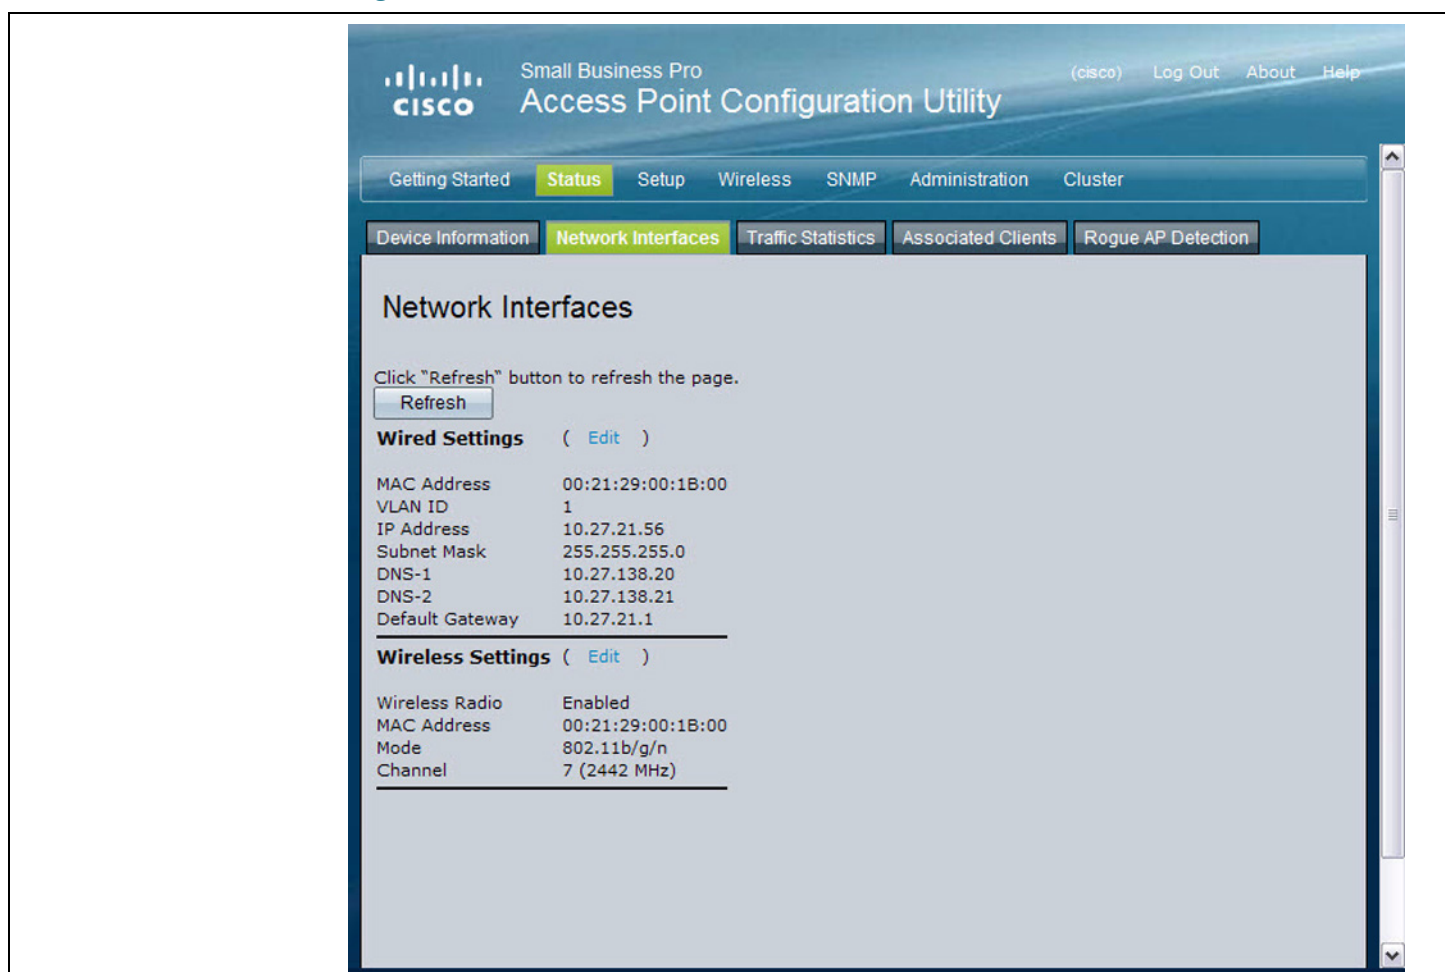 Small Business Pro
(cisco) Log Out About Help
CISCO Access Point Configuration Utility
Getting Started Status Setup Wireless SNMP Administration Cluster
Device Information Network Interfaces Traffic Statistics Associated Clients Rogue AP Detection
Network Interfaces
Click "Refresh" button to refresh the page.
Refresh
Wired Settings ( Edit )
MAC Address 00:21:29:00:1B:00
VLAN ID 1
IP Address 10.27.21.56
Subnet Mask 255.255.255.0
DNS-1 10.27.138.20
DNS-2 10.27.138.21
Default Gateway 10.27.21.1
Wireless Settings ( Edit )
Wireless Radio Enabled
MAC Address 00:21:29:00:1B:00
Mode 802.11b/g/n
Channel 7 (2442 MHz)